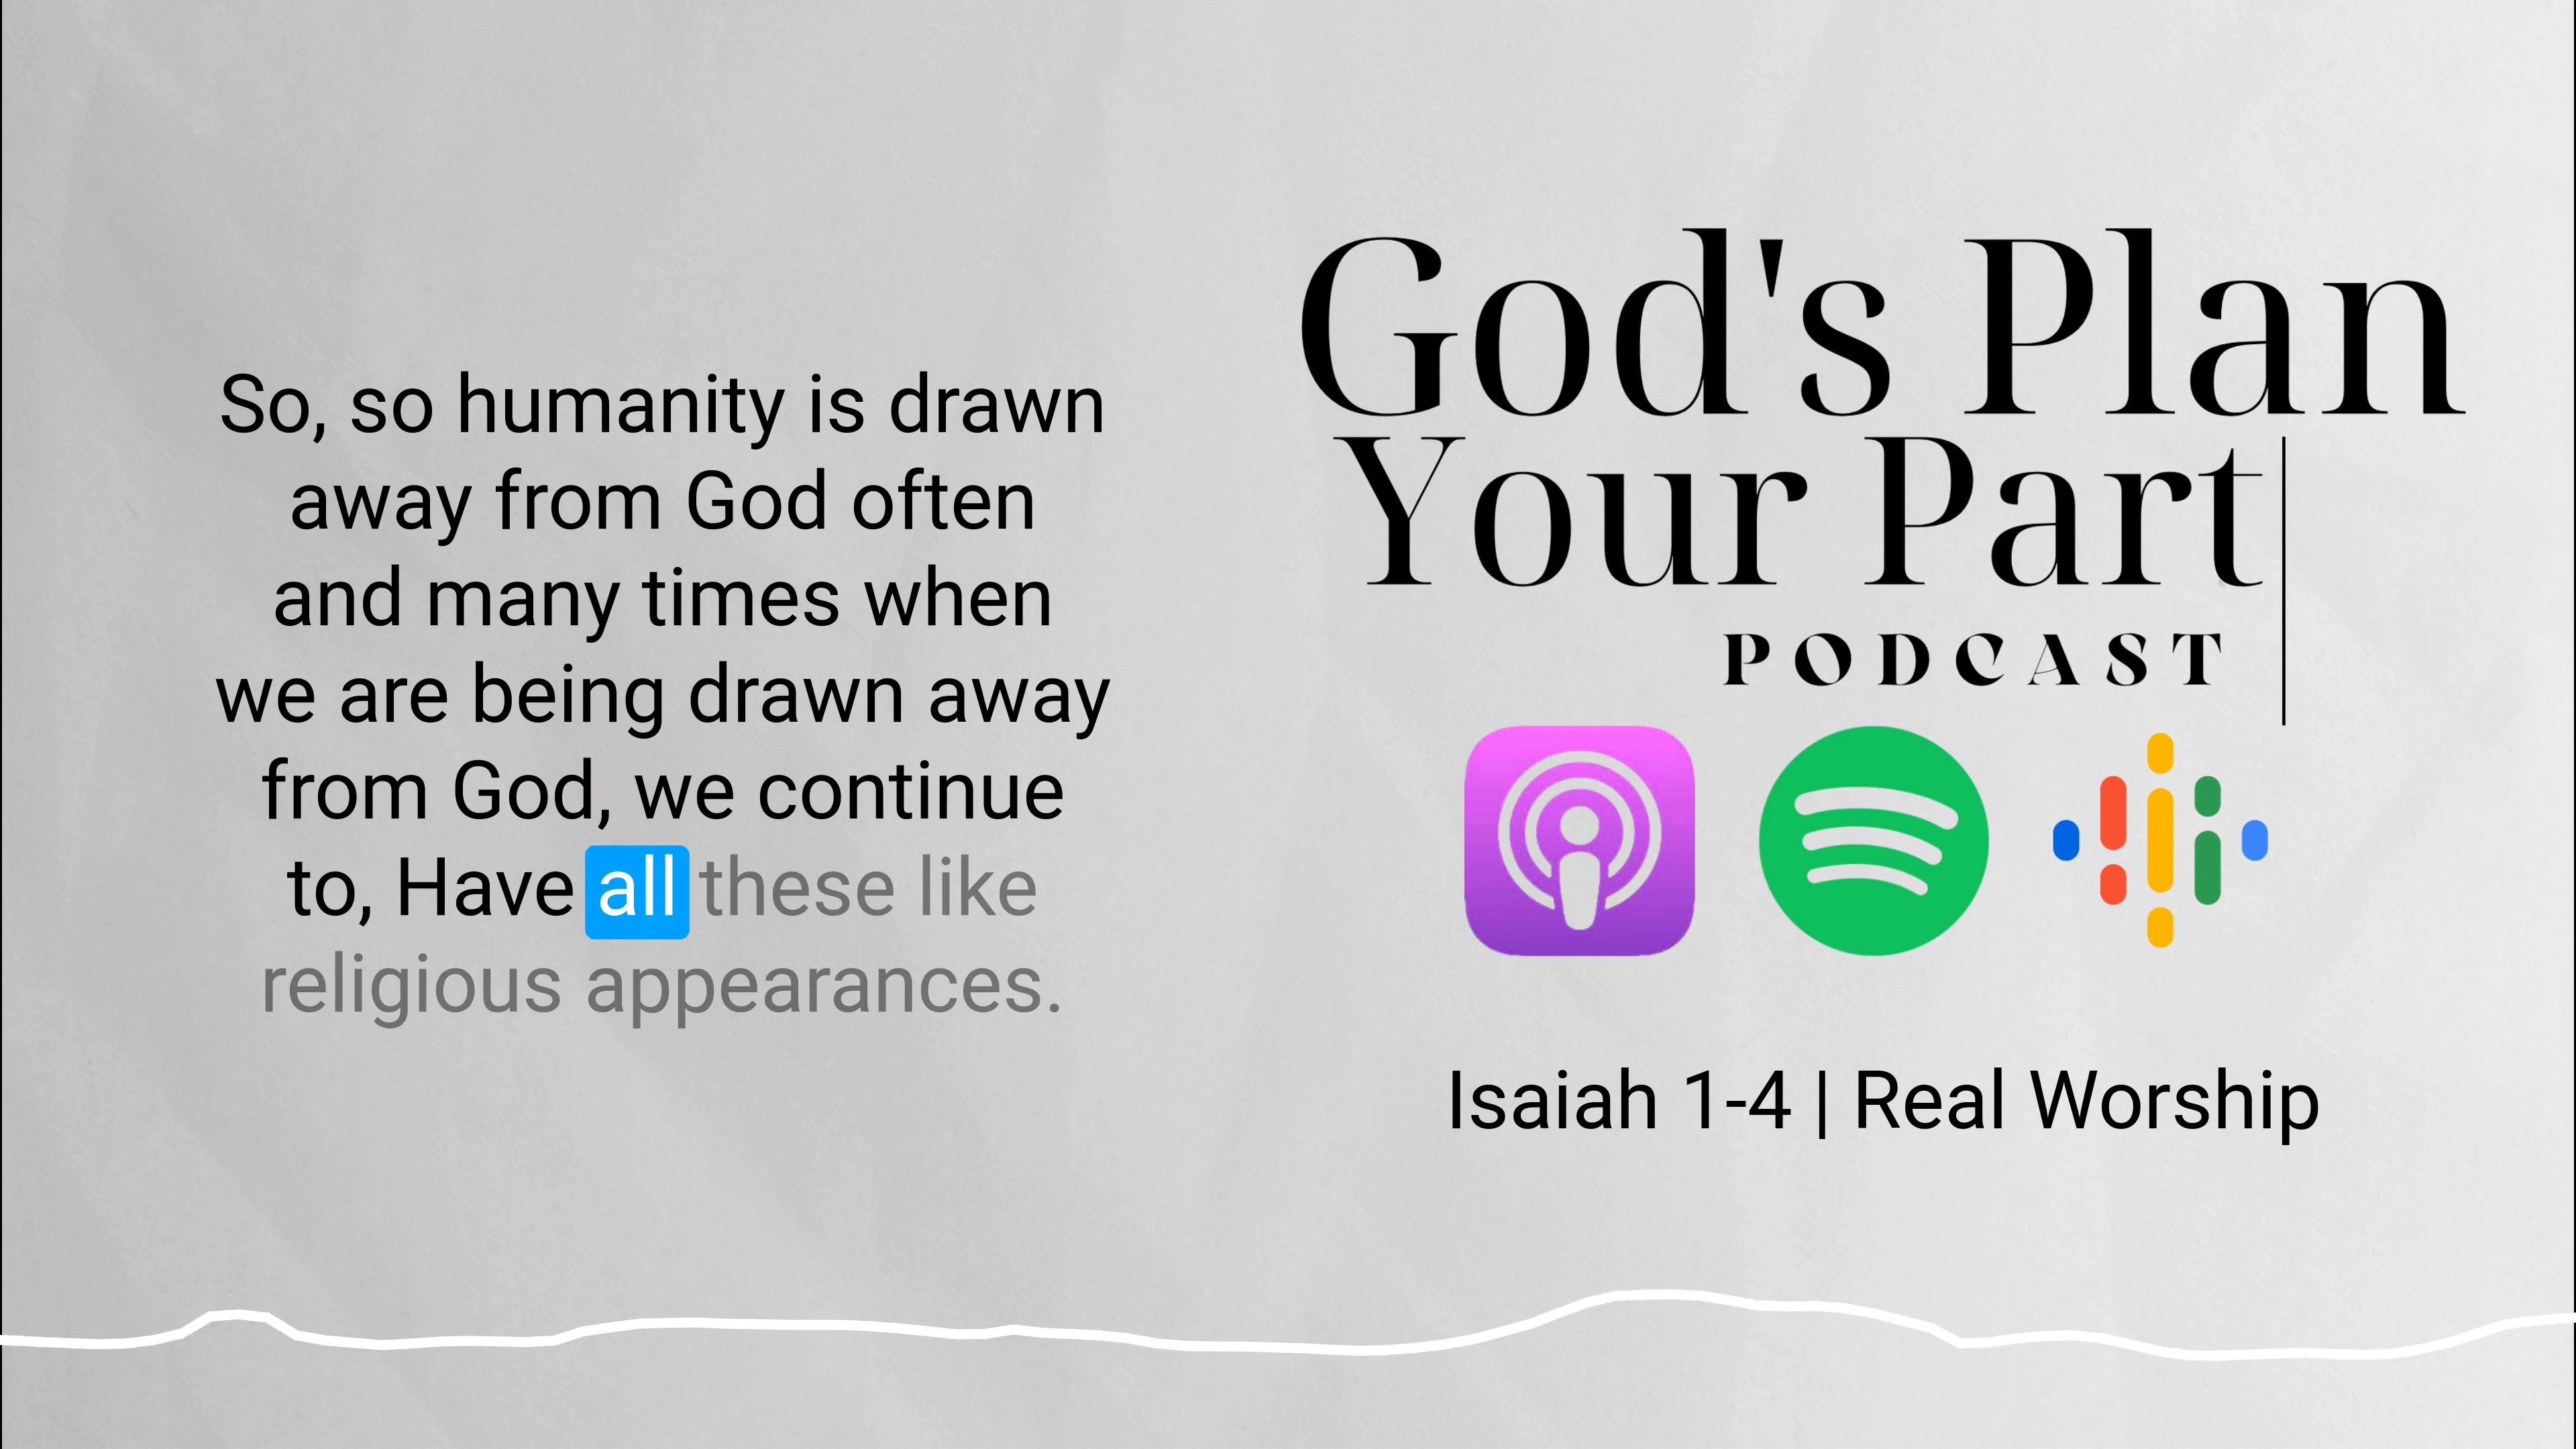 So, so humanity is drawn
away from God often
and many times when
we are being drawn away
from God, we continue
to, Have all these like
religious appearances.
God's Plan
Your Part
PODCAST
Isaiah 1-4 | Real Worship